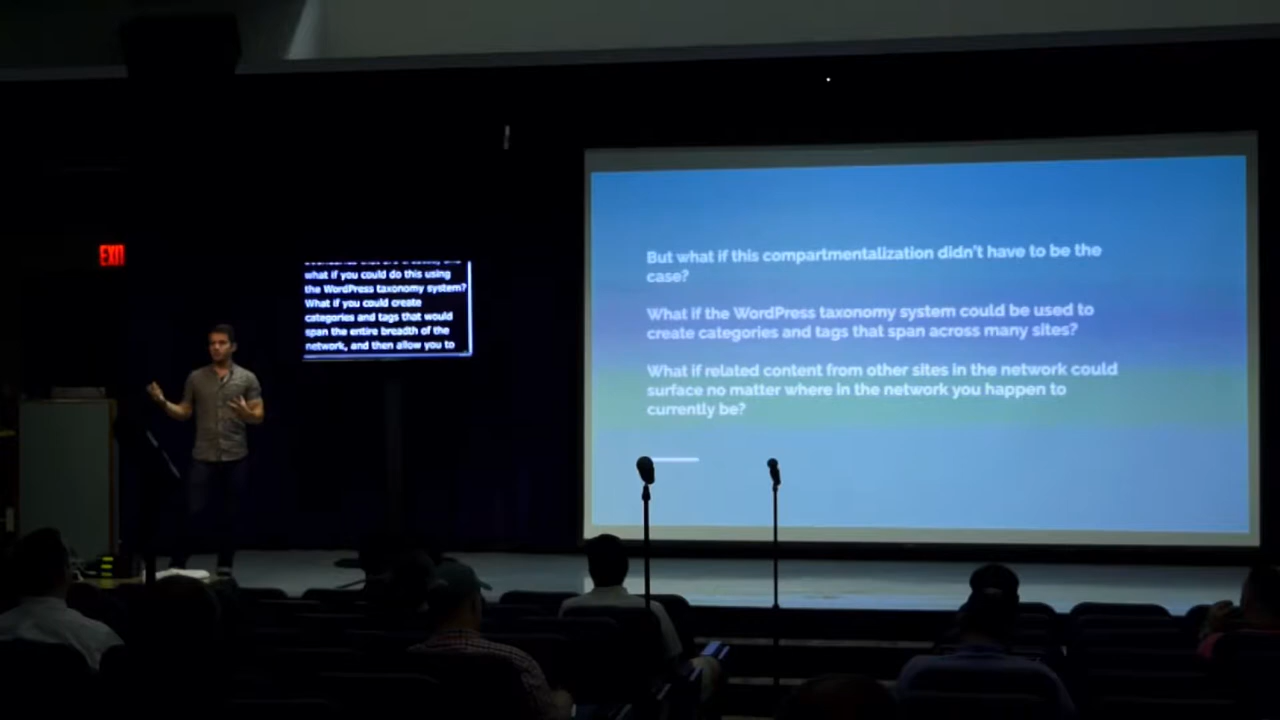 EXIT
what if you could do this using
the WordPress taxonomy system?
What if you could create
categories and tags that would
span the entire breadth of the
network, and then allow you to
But what if this compartmentalization didn't have to be the
case?
What if the WordPress taxonomy system could be used to
create categories and tags that span across many sites?
What if related content from other sites in the network could
surface no matter where in the network you happen to
currently be?